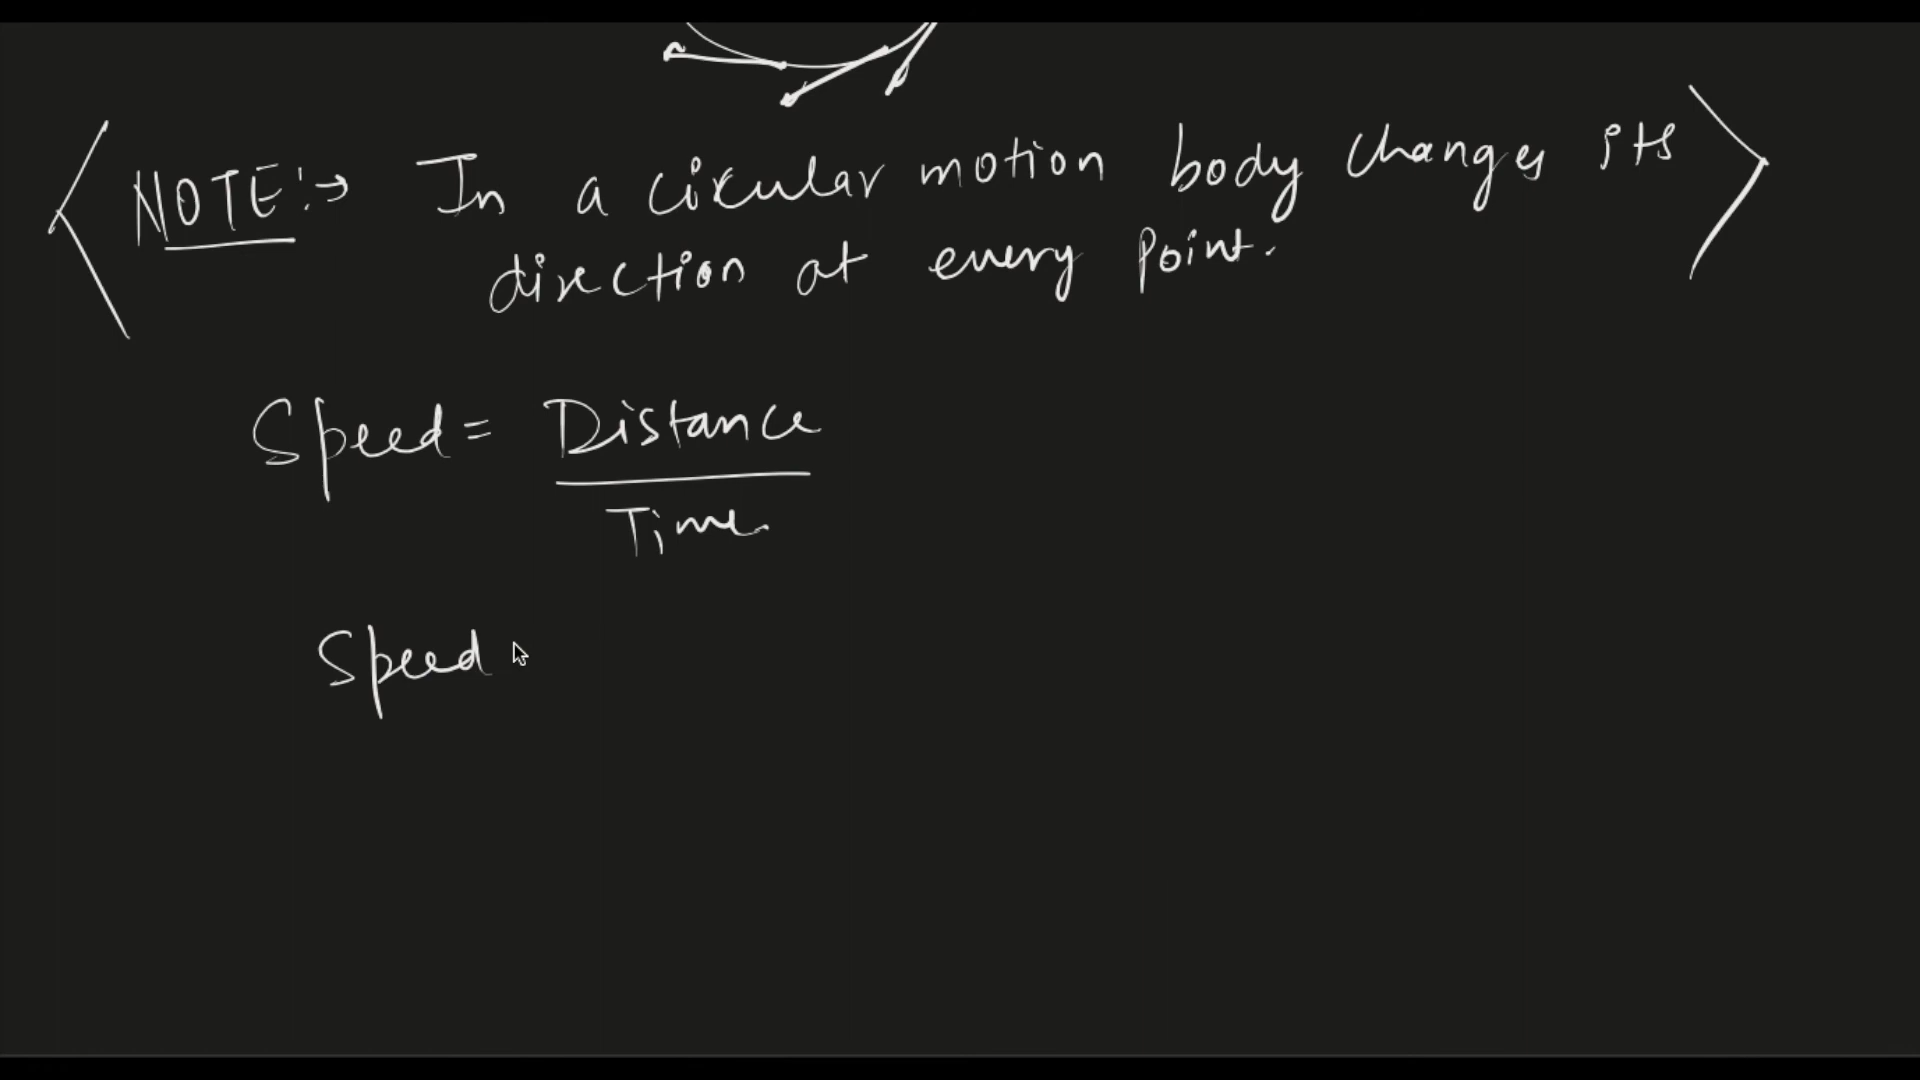 NOTE:→ In a circular motion body changes its
direction at every point.
Speed = Distance
Time
Speed